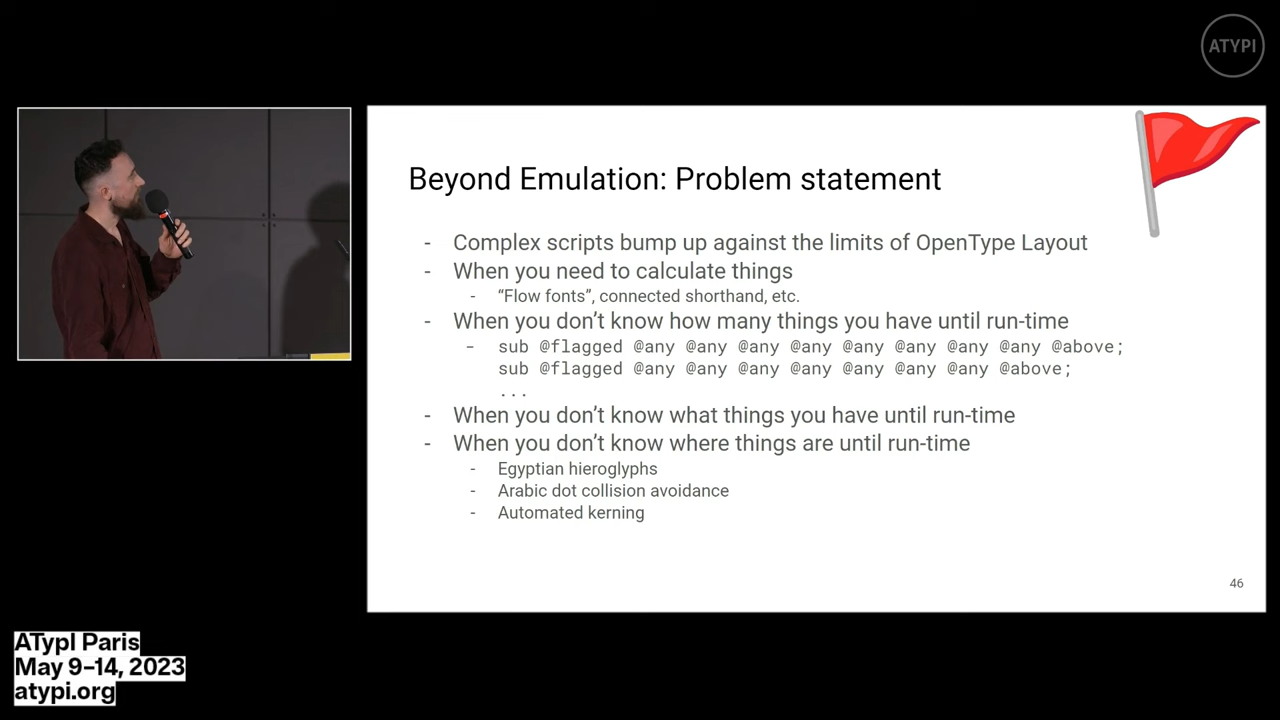 ATYPI
Beyond Emulation: Problem statement
- Complex scripts bump up against the limits of OpenType Layout
- When you need to calculate things
- “Flow fonts”, connected shorthand, etc.
- When you don’t know how many things you have until run-time
- sub @flagged @any @any @any @any @any @any @any @any @above;
sub @flagged @any @any @any @any @any @any @any @above;
...
- When you don’t know what things you have until run-time
- When you don’t know where things are until run-time
- Egyptian hieroglyphs
- Arabic dot collision avoidance
- Automated kerning
46
ATypI Paris
May 9–14, 2023
atypi.org